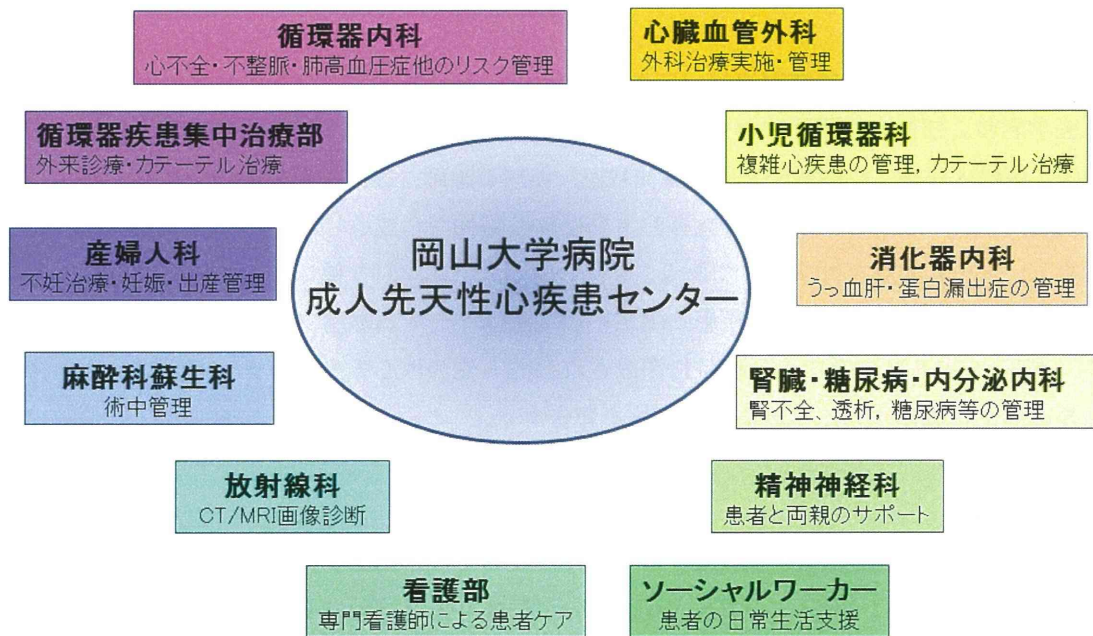 循環器内科
心不全・不整脈・肺高血圧症他のリスク管理
心臓血管外科
外科治療実施・管理
循環器疾患集中治療部
外来診療・カテーテル治療
小児循環器科
複雑心疾患の管理, カテーテル治療
岡山大学病院
成人先天性心疾患センター
産婦人科
不妊治療・妊娠・出産管理
消化器内科
うっ血肝・蛋白漏出症の管理
麻酔科蘇生科
術中管理
腎臓・糖尿病・内分泌内科
腎不全、透析, 糖尿病等の管理
放射線科
CT/MRI画像診断
精神神経科
患者と両親のサポート
看護部
専門看護師による患者ケア
ソーシャルワーカー
患者の日常生活支援